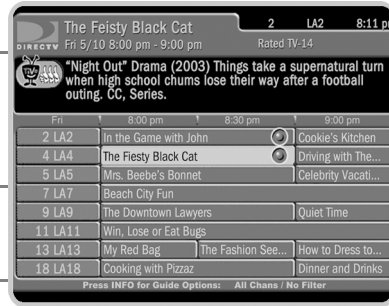 The Feisty Black Cat 2 LA2 8:11 p
DIRECTV Fri 5/10 8:00 pm - 9:00 pm Rated TV-14
"Night Out" Drama (2003) Things take a supernatural turn
when high school chums lose their way after a football
outing. CC, Series.
Fri 8:00 pm 8:30 pm 9:00 pm
2 LA2 In the Game with John Cookie's Kitchen
4 LA4 The Fiesty Black Cat Driving with The...
5 LA5 Mrs. Beebe's Bonnet Celebrity Vacati...
7 LA7 Beach City Fun
9 LA9 The Downtown Lawyers Quiet Time
11 LA11 Win, Lose or Eat Bugs
13 LA13 My Red Bag The Fashion See... How to Dress to...
18 LA18 Cooking with Pizzaz Dinner and Drinks
Press INFO for Guide Options: All Chans / No Filter